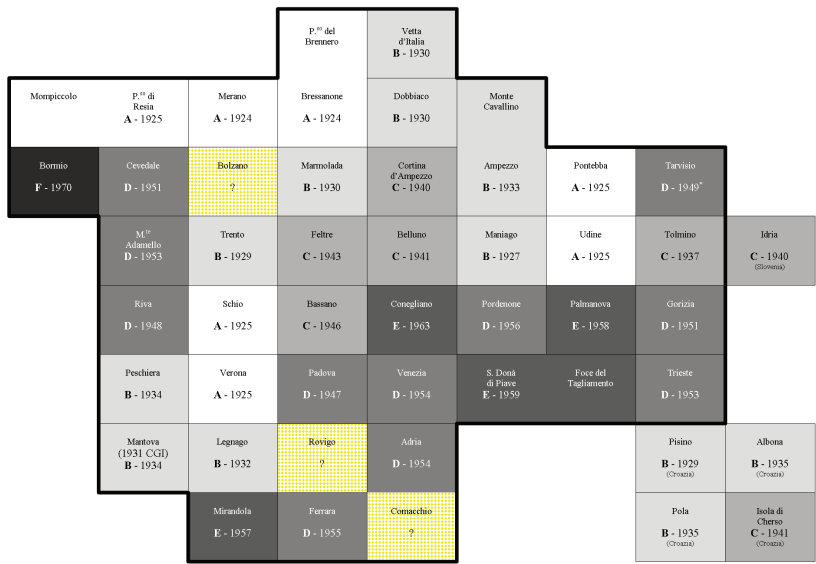 P.so del
Brennero
Vetta
d'Italia
B - 1930
Mompiccolo
P.so di
Resia
A - 1925
Merano
A - 1924
Bressanone
A - 1924
Dobbiaco
B - 1930
Monte
Cavallino
Bormio
F - 1970
Cevedale
D - 1951
Bolzano
?
Marmolada
B - 1930
Cortina
d'Ampezzo
C - 1940
Ampezzo
B - 1933
Pontebba
A - 1925
Tarvisio
D - 1949*
M.te
Adamello
D - 1953
Trento
B - 1929
Feltre
C - 1943
Belluno
C - 1941
Maniago
B - 1927
Udine
A - 1925
Tolmino
C - 1937
Idria
C - 1940
(Slovenia)
Riva
D - 1948
Schio
A - 1925
Bassano
C - 1946
Conegliano
E - 1963
Pordenone
D - 1956
Palmanova
E - 1958
Gorizia
D - 1951
Peschiera
B - 1934
Verona
A - 1925
Padova
D - 1947
Venezia
D - 1954
S. Donà
di Piave
E - 1959
Foce del
Tagliamento
Trieste
D - 1953
Mantova
(1931 CGI)
B - 1934
Legnago
B - 1932
Rovigo
?
Adria
D - 1954
Pisino
B - 1929
(Croazia)
Albona
B - 1935
(Croazia)
Mirandola
E - 1957
Ferrara
D - 1955
Comacchio
?
Pola
B - 1935
(Croazia)
Isola di
Cherso
C - 1941
(Croazia)